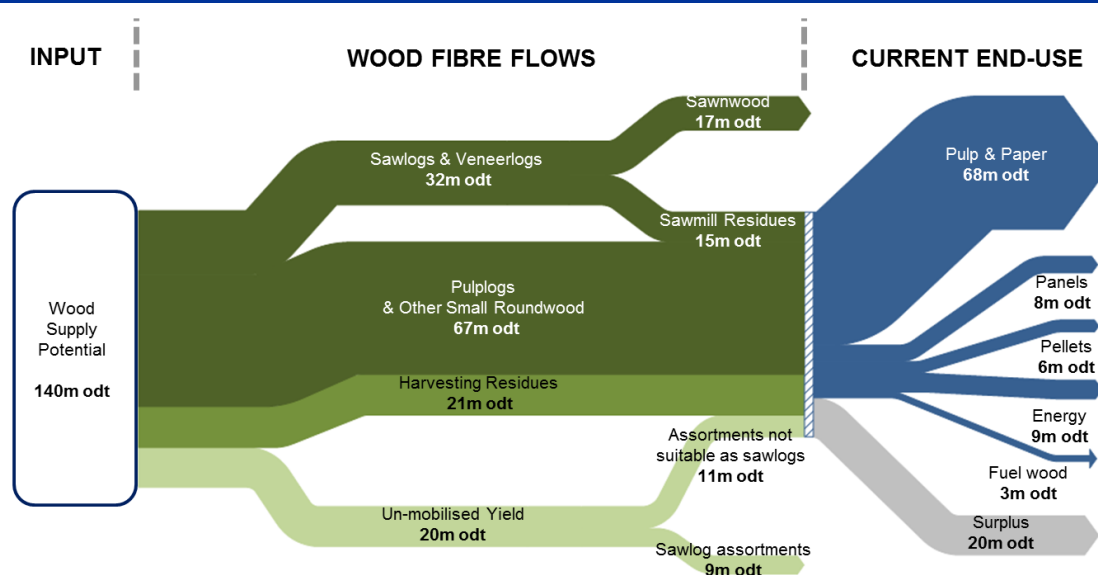 INPUT
WOOD FIBRE FLOWS
CURRENT END-USE
Sawnwood
17m odt
Sawlogs & Veneerlogs
32m odt
Pulp & Paper
68m odt
Sawmill Residues
15m odt
Wood
Supply
Potential
140m odt
Pulplogs
& Other Small Roundwood
67m odt
Panels
8m odt
Pellets
6m odt
Harvesting Residues
21m odt
Energy
9m odt
Assortments not
suitable as sawlogs
11m odt
Fuel wood
3m odt
Un-mobilised Yield
20m odt
Surplus
20m odt
Sawlog assortments
9m odt